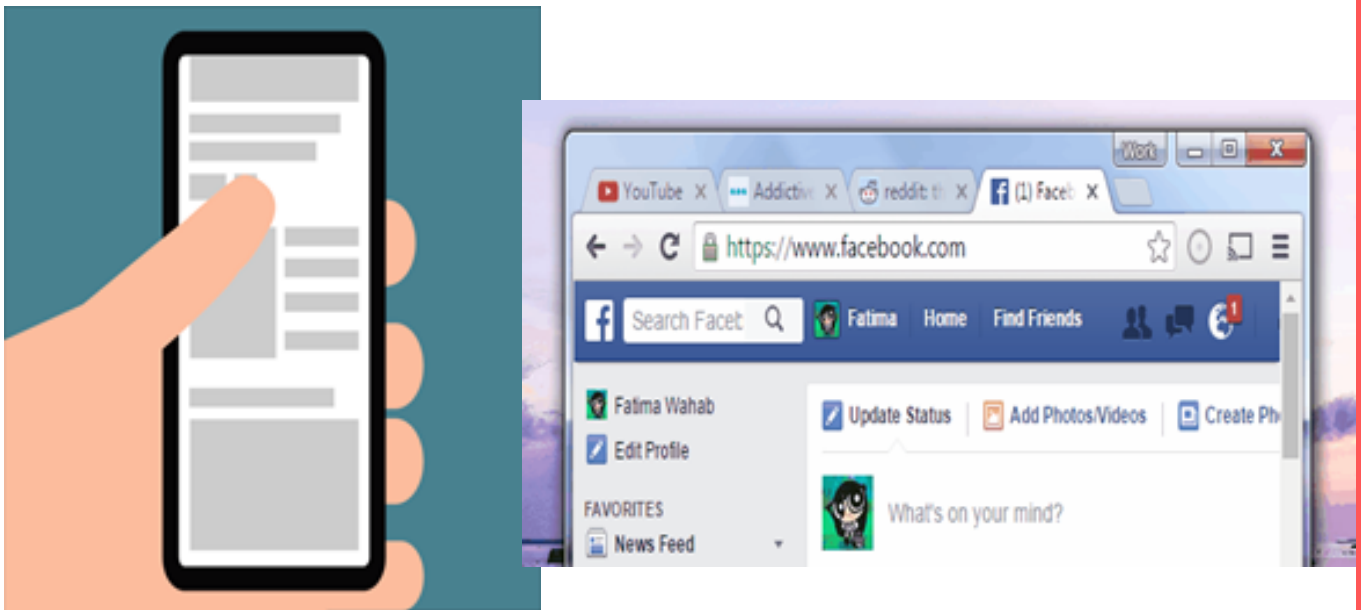 Work
YouTube Addictive reddit: th (1) Faceb
https://www.facebook.com
Search Faceb Fatima Home Find Friends 1
Fatima Wahab
Update Status Add Photos/Videos Create Pho
Edit Profile
FAVORITES
What's on your mind?
News Feed